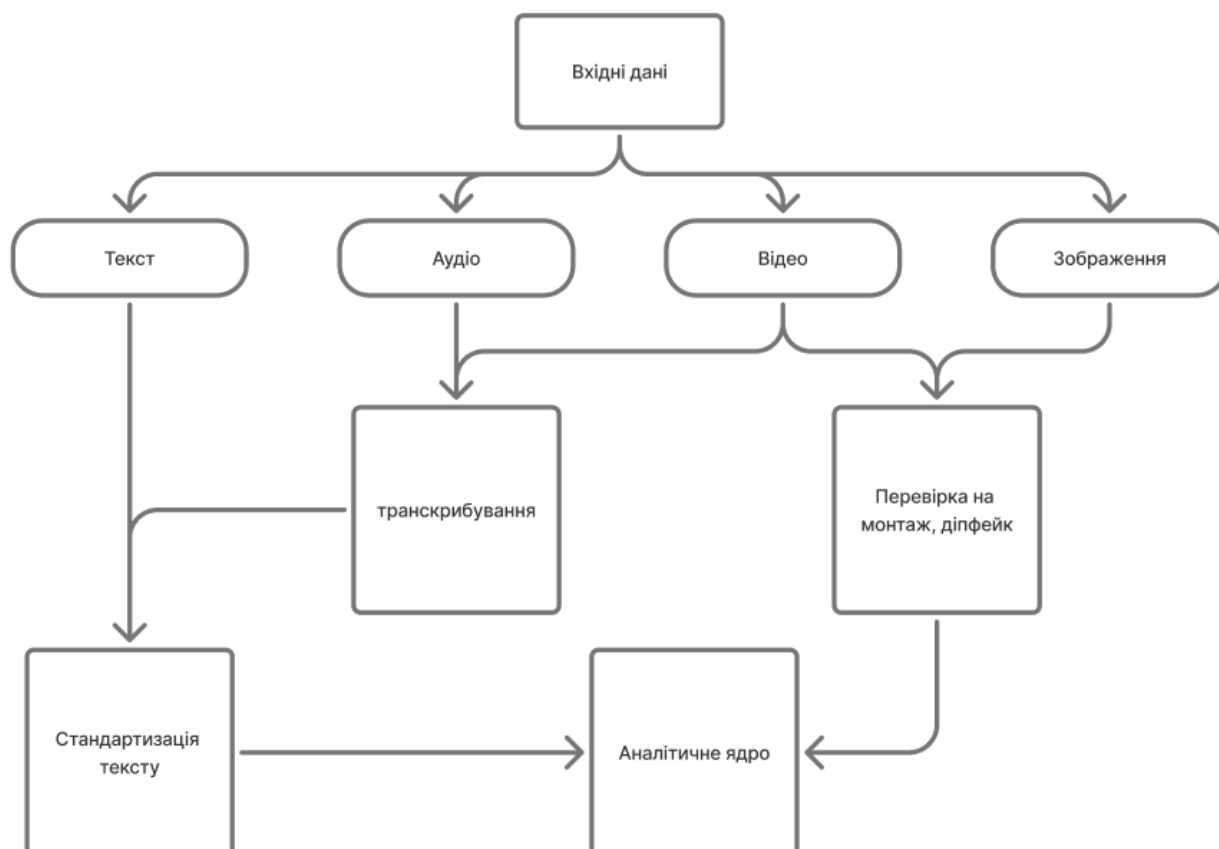 Вхідні дані
Текст
Аудіо
Відео
Зображення
транскрибування
Перевірка на
монтаж, діпфейк
Стандартизація
тексту
Аналітичне ядро